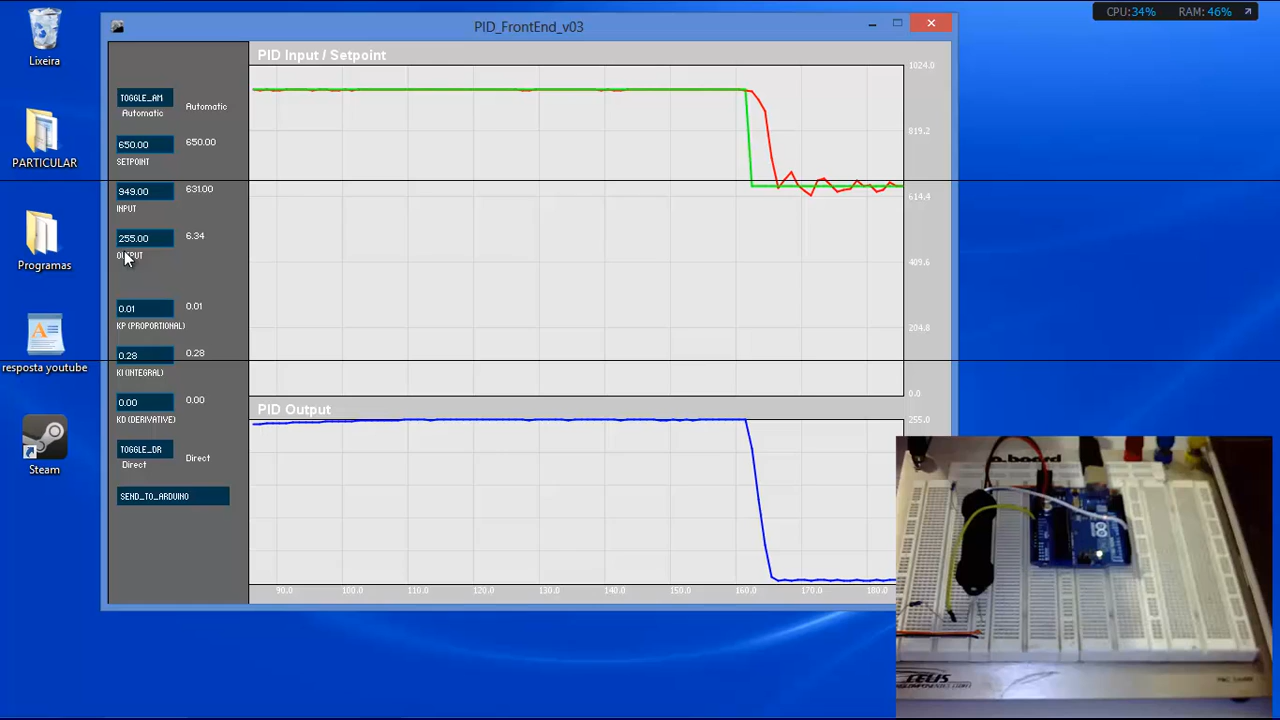 CPU:34% RAM: 46%
PID_FrontEnd_v03
Lixeira
PARTICULAR
Programas
resposta youtube
Steam
TOGGLE_AM
Automatic
Automatic
650.00
650.00
SETPOINT
949.00
631.00
INPUT
255.00
6.34
OUTPUT
0.01
0.01
KP (PROPORTIONAL)
0.28
0.28
KI (INTEGRAL)
0.00
0.00
KD (DERIVATIVE)
TOGGLE_DR
Direct
Direct
SEND_TO_ARDUINO
PID Input / Setpoint
1024.0
819.2
614.4
409.6
204.8
0.0
PID Output
255.0
90.0 100.0 110.0 120.0 130.0 140.0 150.0 160.0 170.0 180.0
o.board
CELIS